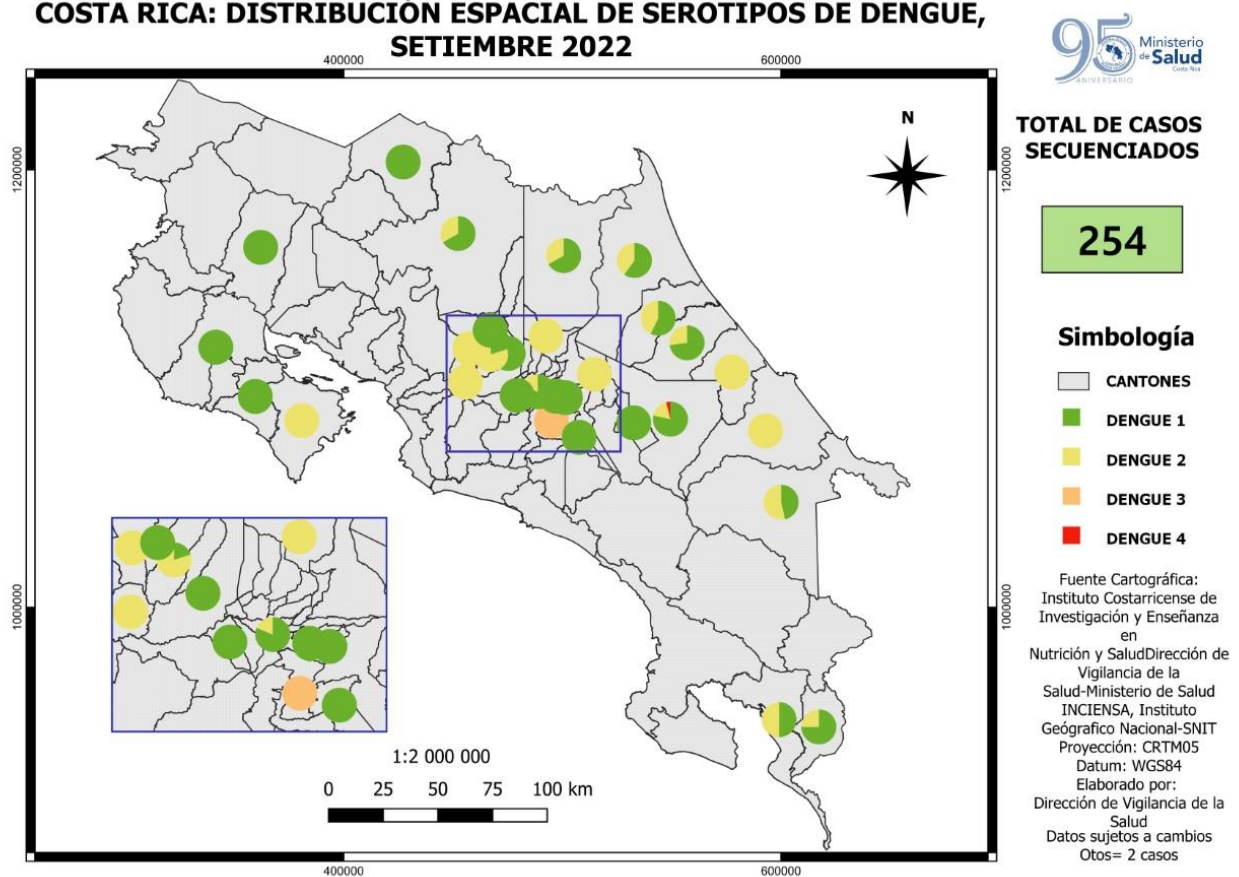 COSTA RICA: DISTRIBUCIÓN ESPACIAL DE SEROTIPOS DE DENGUE,
SETIEMBRE 2022
400000
600000
1200000
1000000
N
1200000
1000000
95
ANIVERSARIO
Ministerio
de Salud
Costa Rica
TOTAL DE CASOS
SECUENCIADOS
254
Simbología
CANTONES
DENGUE 1
DENGUE 2
DENGUE 3
DENGUE 4
Fuente Cartográfica:
Instituto Costarricense de
Investigación y Enseñanza
en
Nutrición y SaludDirección de
Vigilancia de la
Salud-Ministerio de Salud
INCIENSA, Instituto
Geógrafico Nacional-SNIT
Proyección: CRTM05
Datum: WGS84
Elaborado por:
Dirección de Vigilancia de la
Salud
Datos sujetos a cambios
Otos= 2 casos
1:2 000 000
0 25 50 75 100 km
400000
600000